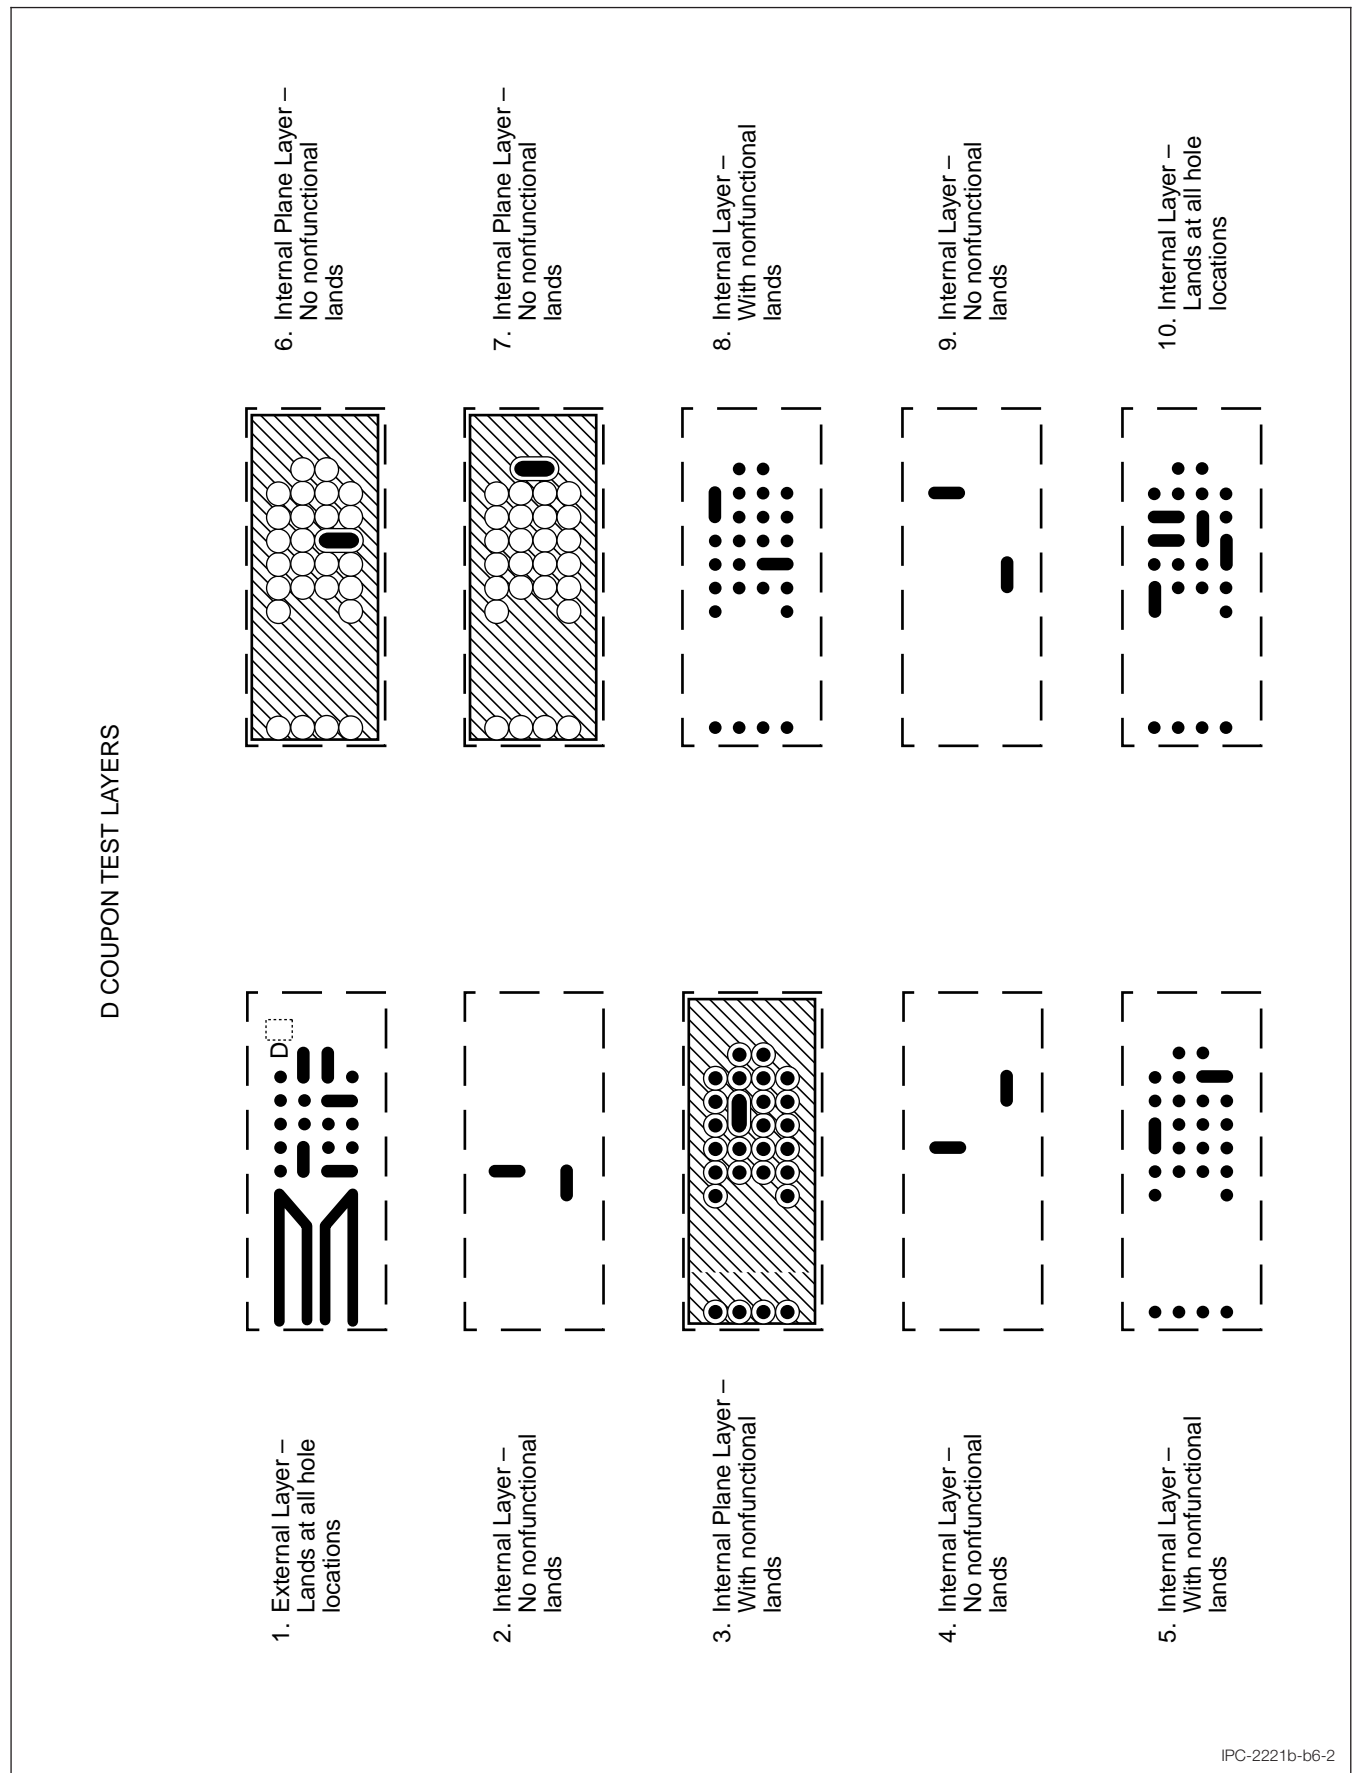 D COUPON TEST LAYERS
1. External Layer –
Lands at all hole
locations
D
2. Internal Layer –
No nonfunctional
lands
3. Internal Plane Layer –
With nonfunctional
lands
4. Internal Layer –
No nonfunctional
lands
5. Internal Layer –
With nonfunctional
lands
6. Internal Plane Layer –
No nonfunctional
lands
7. Internal Plane Layer –
No nonfunctional
lands
8. Internal Layer –
With nonfunctional
lands
9. Internal Layer –
No nonfunctional
lands
10. Internal Layer –
Lands at all hole
locations
IPC-2221b-b6-2